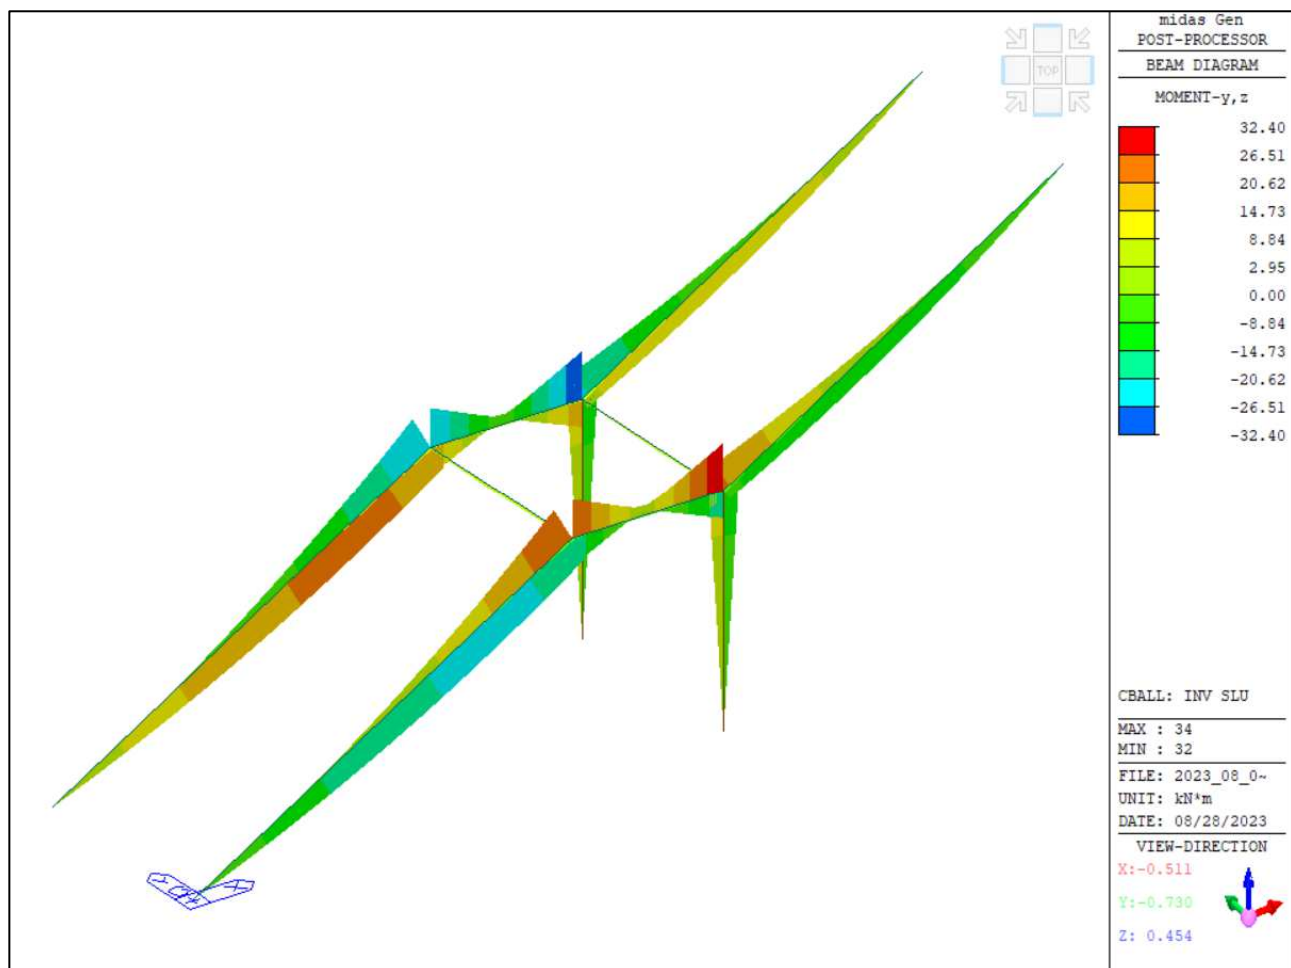 TOP
midas Gen
POST-PROCESSOR
BEAM DIAGRAM
MOMENT-y,z
32.40
26.51
20.62
14.73
8.84
2.95
0.00
-8.84
-14.73
-20.62
-26.51
-32.40
CBALL: INV SLU
MAX : 34
MIN : 32
FILE: 2023_08_0~
UNIT: kN*m
DATE: 08/28/2023
VIEW-DIRECTION
X:-0.511
Y:-0.730
Z: 0.454